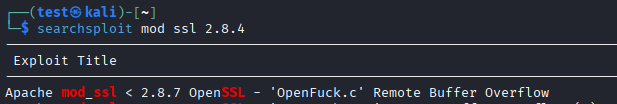 ┌──(test㉿kali)-[~]
└─$ searchsploit mod ssl 2.8.4
Exploit Title
Apache mod_ssl < 2.8.7 OpenSSL - 'OpenFuck.c' Remote Buffer Overflow